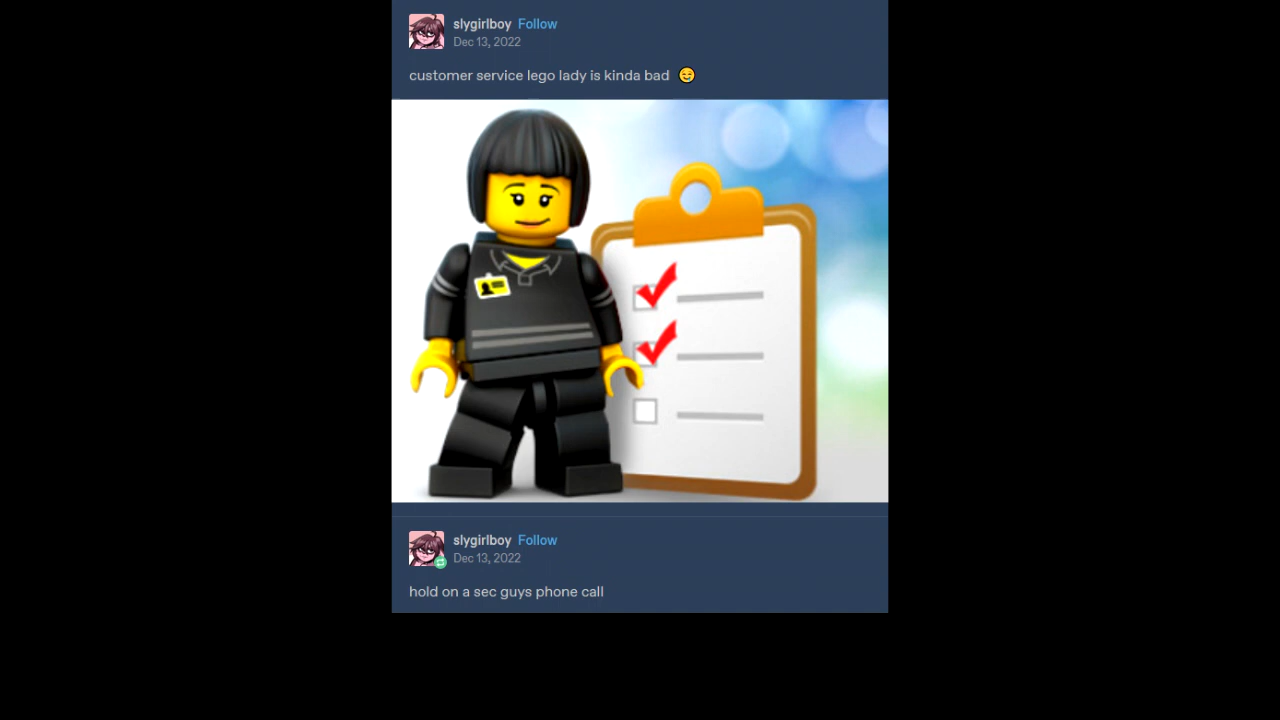 slygirlboy Follow
Dec 13, 2022
customer service lego lady is kinda bad 😏
slygirlboy Follow
Dec 13, 2022
hold on a sec guys phone call